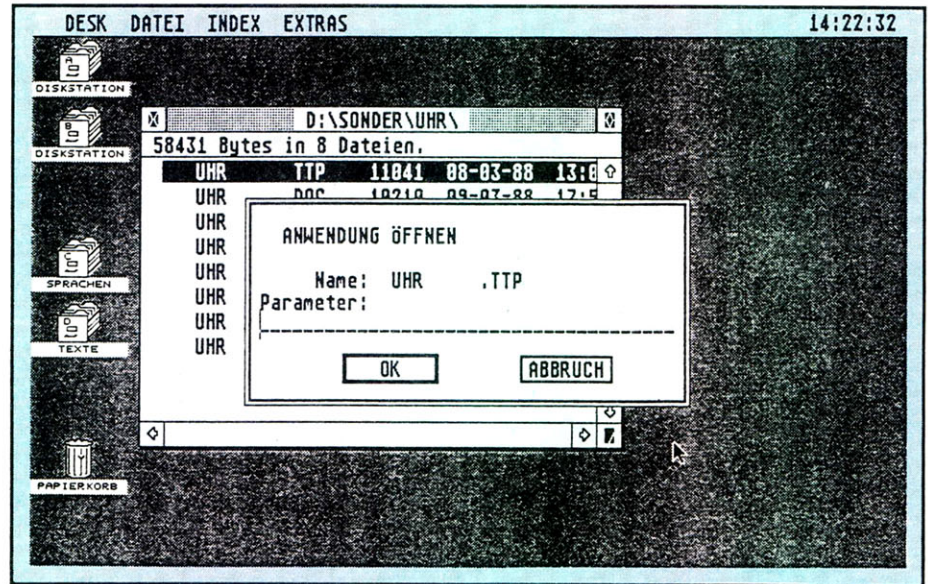 DESK DATEI INDEX EXTRAS 14:22:32
A
DISKSTATION
B
DISKSTATION
SPRACHEN
D
TEXTE
PAPIERKORB
D:\SONDER\UHR\
58431 Bytes in 8 Dateien.
UHR TTP 11041 08-03-88
UHR DOC
UHR
UHR
UHR
UHR
UHR
UHR
ANWENDUNG ÖFFNEN
Name: UHR .TTP
Parameter:
OK ABBRUCH